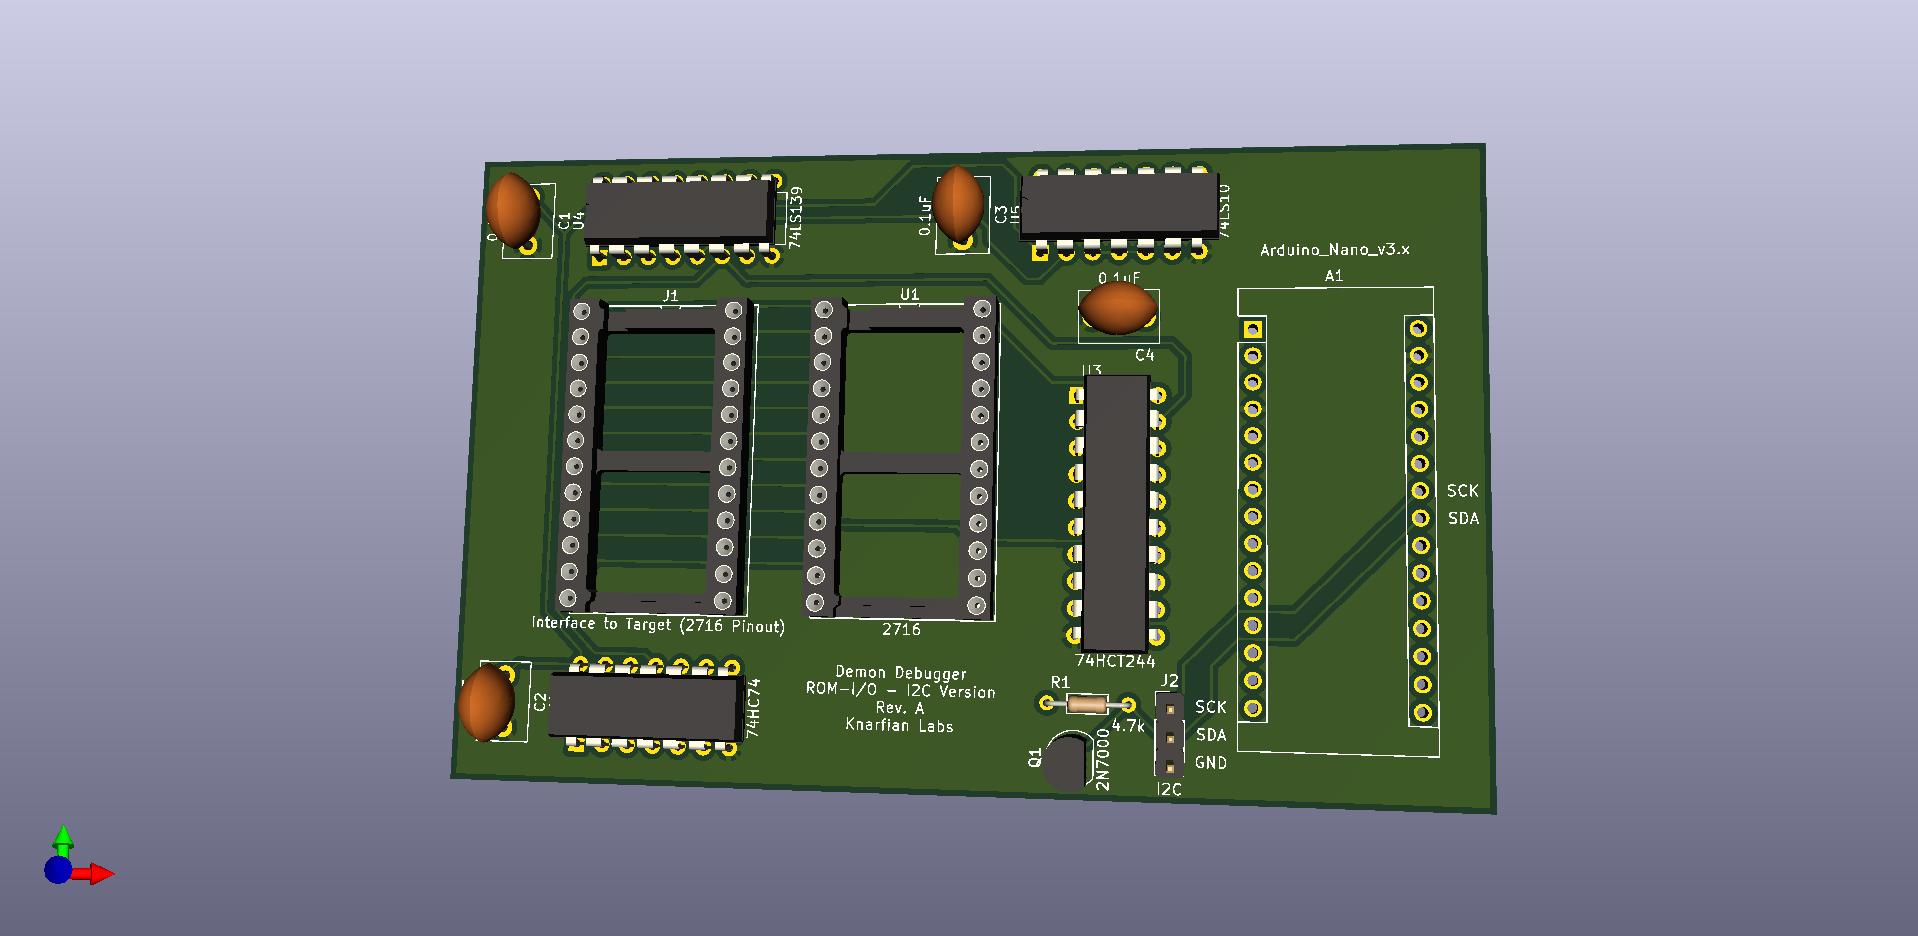 C1
U4
74LS139
0.1uF
C3
U5
74LS10
Arduino_Nano_v3.x
A1
0.1uF
C4
J1
U1
U3
SCK
SDA
Interface to Target (2716 Pinout)
2716
74HCT244
C2
74HC74
Demon Debugger
ROM-I/O - I2C Version
Rev. A
Knarfian Labs
R1
4.7k
Q1
2N7000
J2
SCK
SDA
GND
I2C